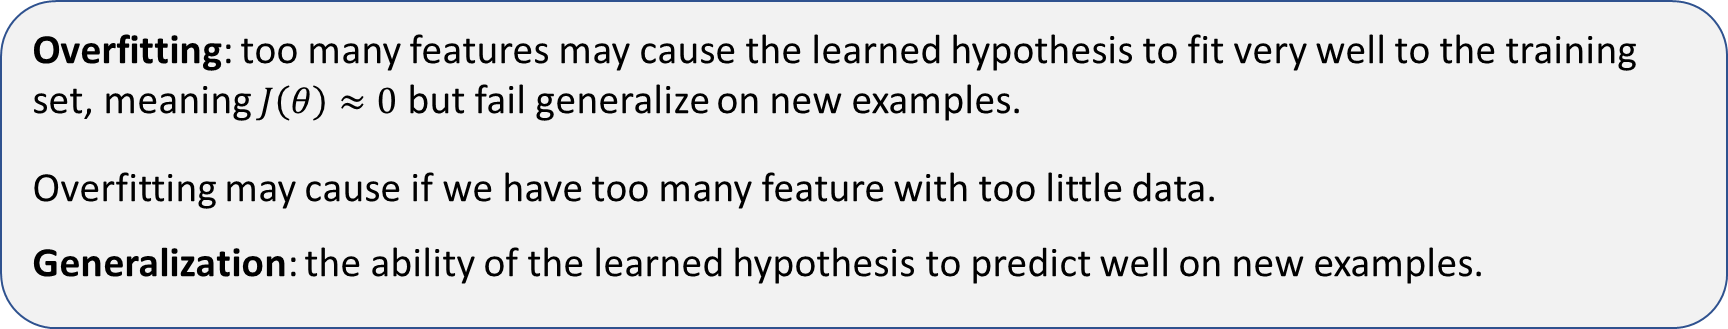 Overfitting: too many features may cause the learned hypothesis to fit very well to the training
set, meaning J(θ) ≈ 0 but fail generalize on new examples.
Overfitting may cause if we have too many feature with too little data.
Generalization: the ability of the learned hypothesis to predict well on new examples.